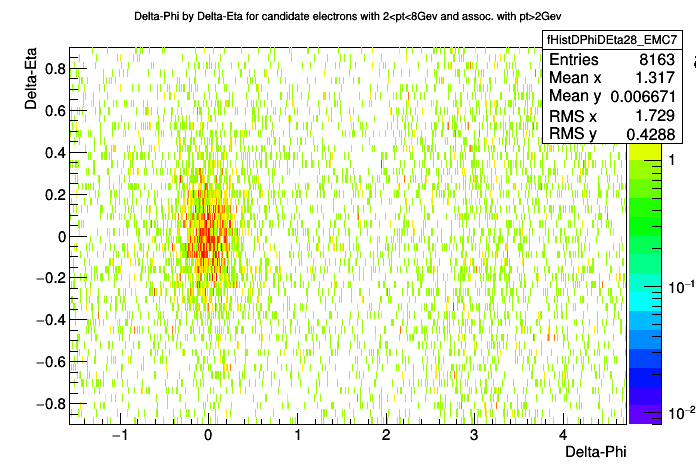 Delta-Phi by Delta-Eta for candidate electrons with 2<pt<8Gev and assoc. with pt>2Gev
fHistDPhiDEta28_EMC7
Entries 8163
Mean x 1.317
Mean y 0.006671
RMS x 1.729
RMS y 0.4288
Delta-Eta
0.8
0.6
0.4
0.2
0
−0.2
−0.4
−0.6
−0.8
−1 0 1 2 3 4
Delta-Phi
1
10⁻¹
10⁻²